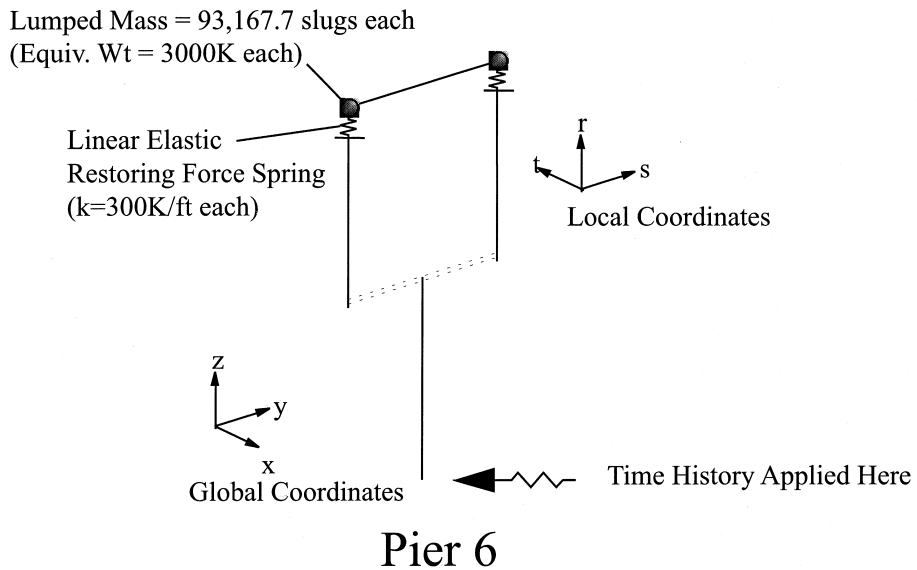 Lumped Mass = 93,167.7 slugs each
(Equiv. Wt = 3000K each)
Linear Elastic
Restoring Force Spring
(k=300K/ft each)
r
t
s
Local Coordinates
z
y
x
Global Coordinates
Time History Applied Here
Pier 6